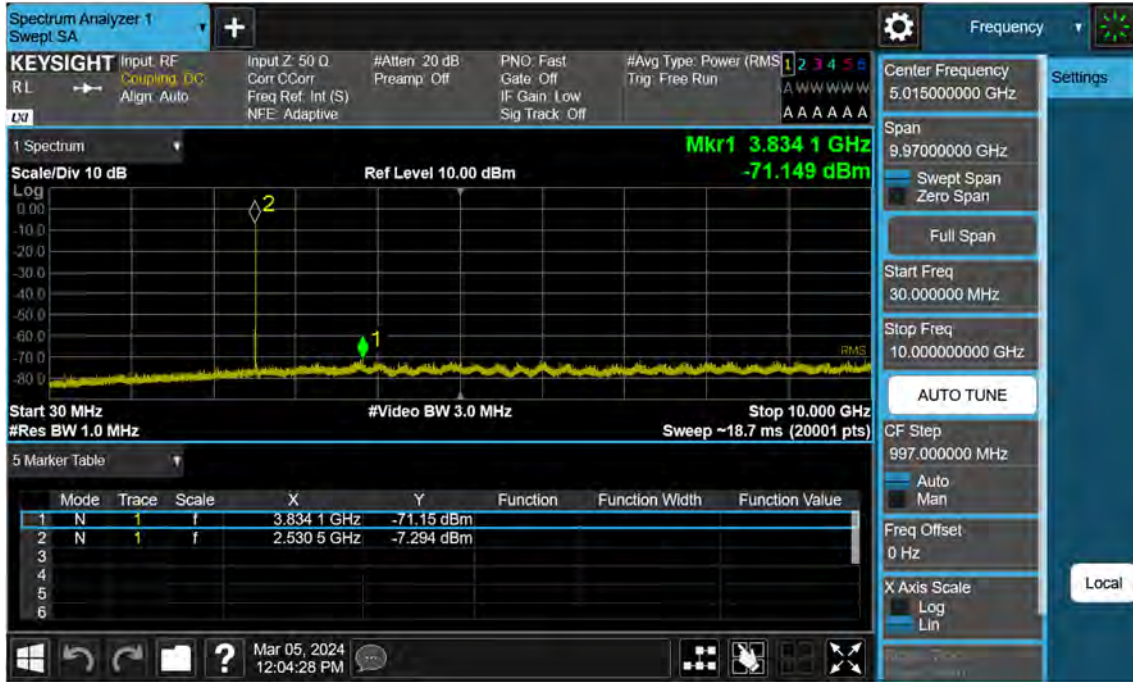 Spectrum Analyzer 1
Swept SA
Frequency
KEYSIGHT
RL
LXI
Input: RF
Coupling: DC
Align: Auto
Input Z: 50 Ω
Corr CCorr
Freq Ref: Int (S)
NFE: Adaptive
#Atten: 20 dB
Preamp: Off
PNO: Fast
Gate: Off
IF Gain: Low
Sig Track: Off
#Avg Type: Power (RMS
Trig: Free Run
1 2 3 4 5 6
A W W W W W
A A A A A A
1 Spectrum
Scale/Div 10 dB
Ref Level 10.00 dBm
Mkr1 3.834 1 GHz
-71.149 dBm
Log
0.00
-10.0
-20.0
-30.0
-40.0
-50.0
-60.0
-70.0
-80.0
2
1
RMS
Start 30 MHz
#Res BW 1.0 MHz
#Video BW 3.0 MHz
Stop 10.000 GHz
Sweep ~18.7 ms (20001 pts)
5 Marker Table
Mode Trace Scale X Y Function Function Width Function Value
1 N 1 f 3.834 1 GHz -71.15 dBm
2 N 1 f 2.530 5 GHz -7.294 dBm
3
4
5
6
Mar 05, 2024
12:04:28 PM
Center Frequency
5.015000000 GHz
Span
9.97000000 GHz
Swept Span
Zero Span
Full Span
Start Freq
30.000000 MHz
Stop Freq
10.000000000 GHz
AUTO TUNE
CF Step
997.000000 MHz
Auto
Man
Freq Offset
0 Hz
X Axis Scale
Log
Lin
Settings
Local